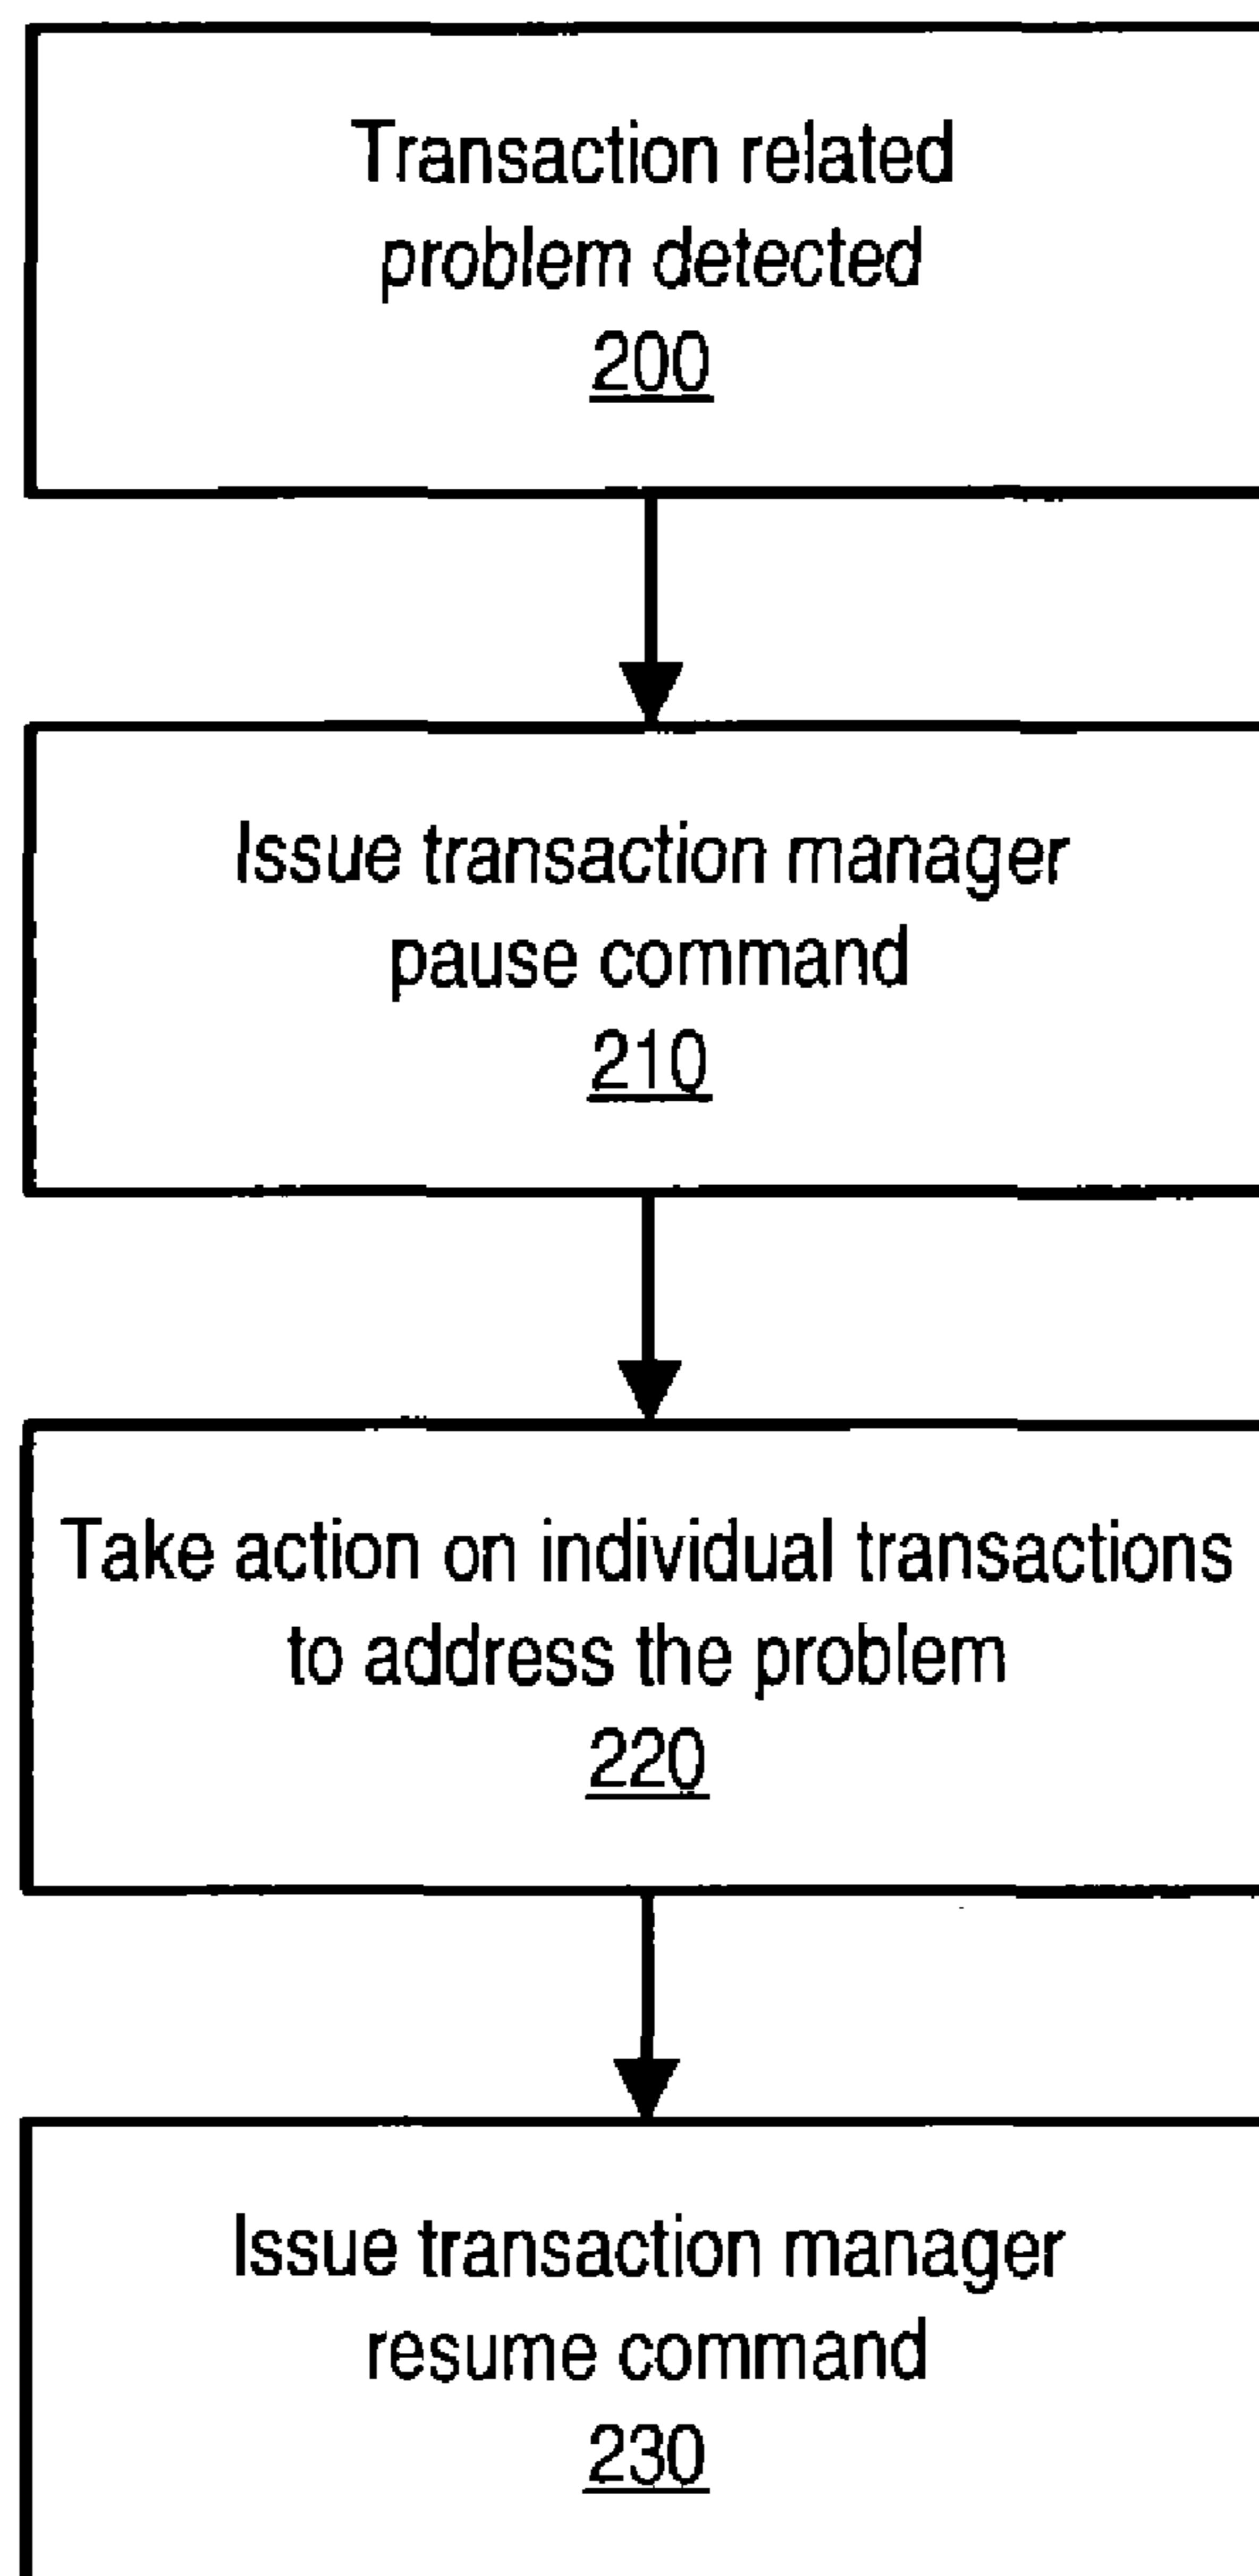 Transaction related
problem detected
200
Issue transaction manager
pause command
210
Take action on individual transactions
to address the problem
220
Issue transaction manager
resume command
230